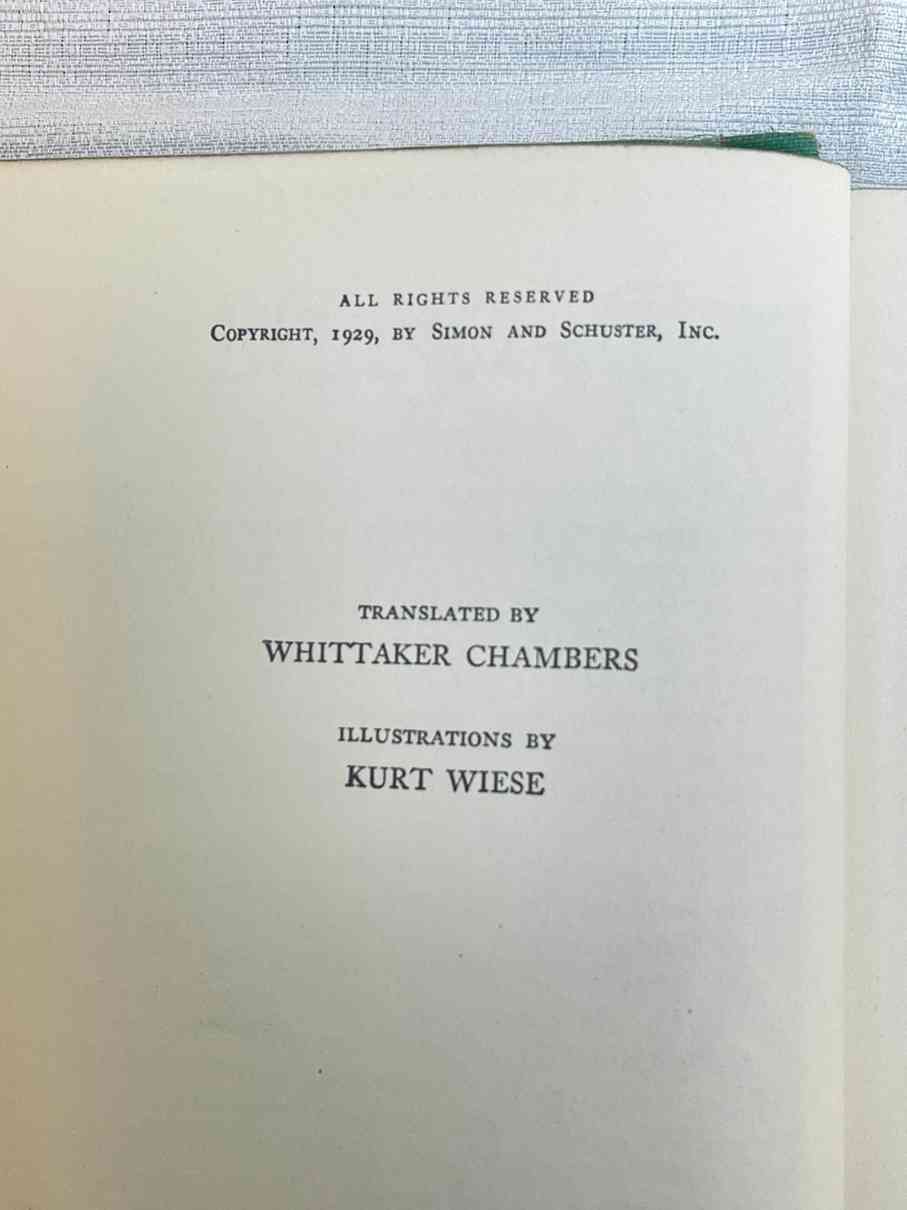 ALL RIGHTS RESERVED
COPYRIGHT, 1929, BY SIMON AND SCHUSTER, INC.
TRANSLATED BY
WHITTAKER CHAMBERS
ILLUSTRATIONS BY
KURT WIESE